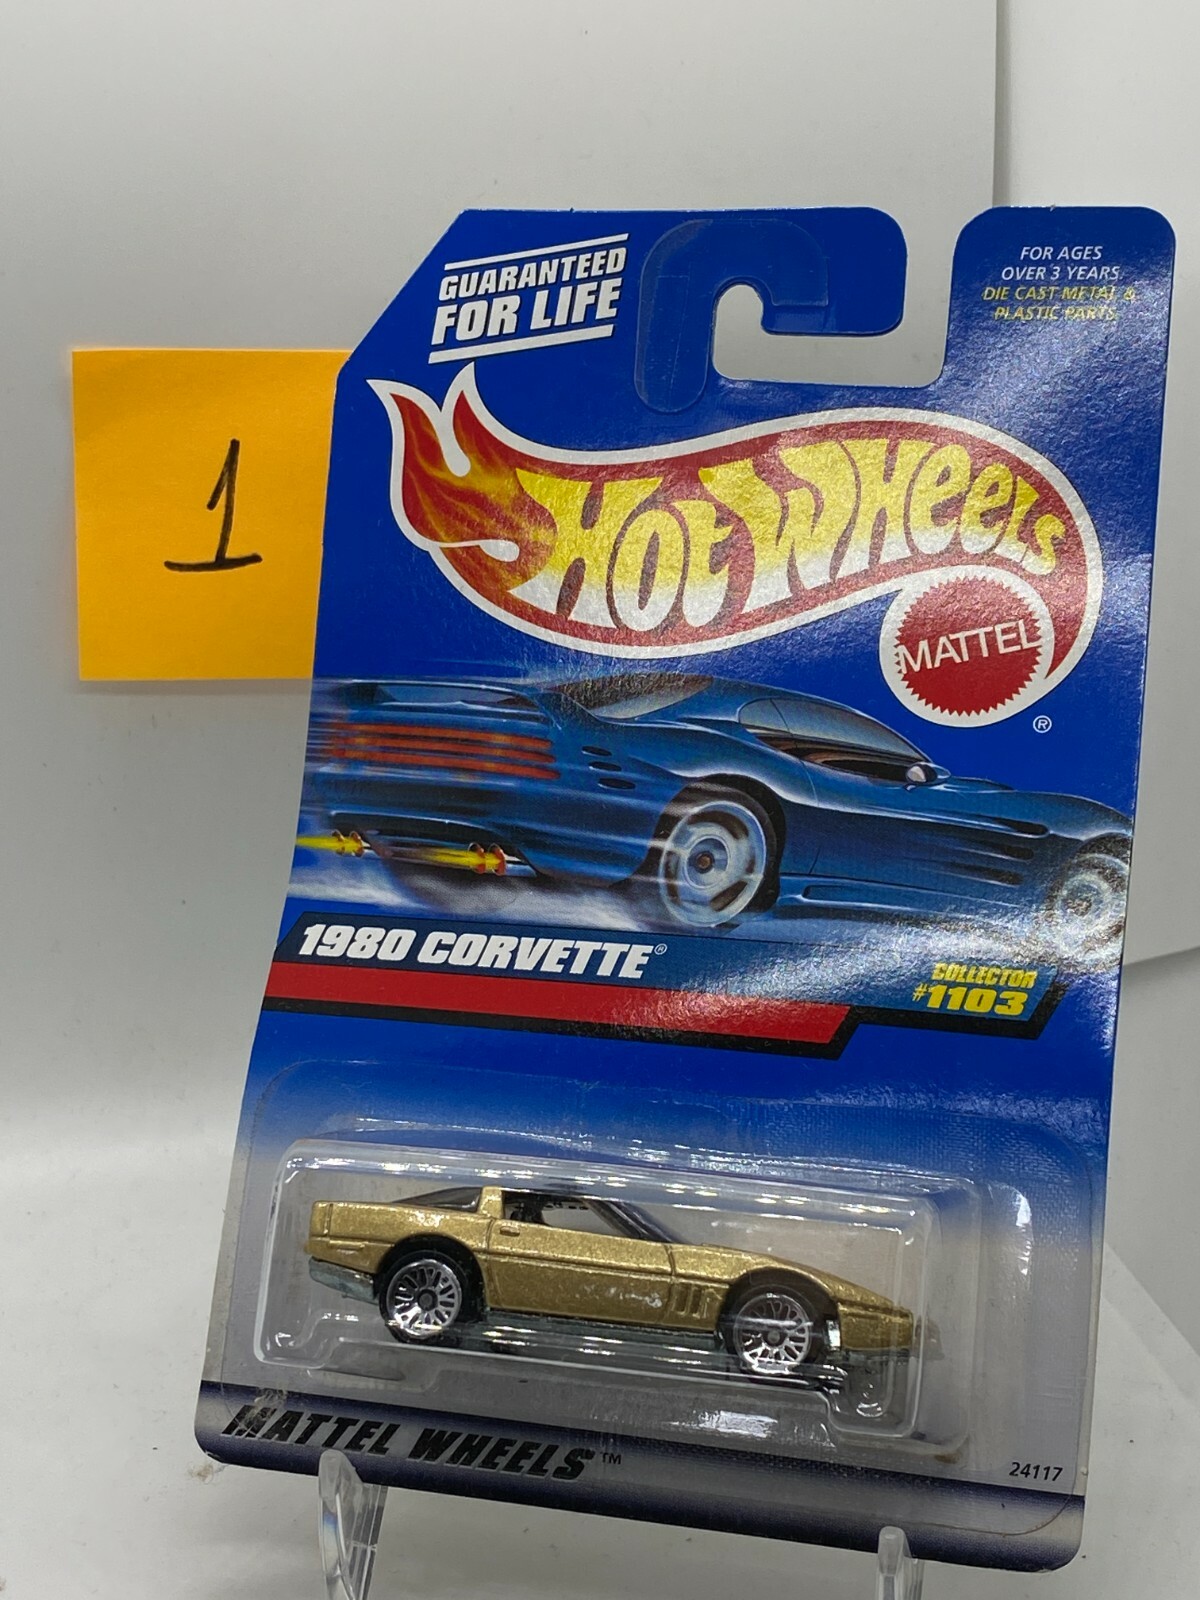 1
GUARANTEED
FOR LIFE
FOR AGES
OVER 3 YEARS.
DIE CAST METAL &
PLASTIC PARTS.
HOT WHEELS
MATTEL
®
1980 CORVETTE®
COLLECTOR
#1103
MATTEL WHEELS™
24117